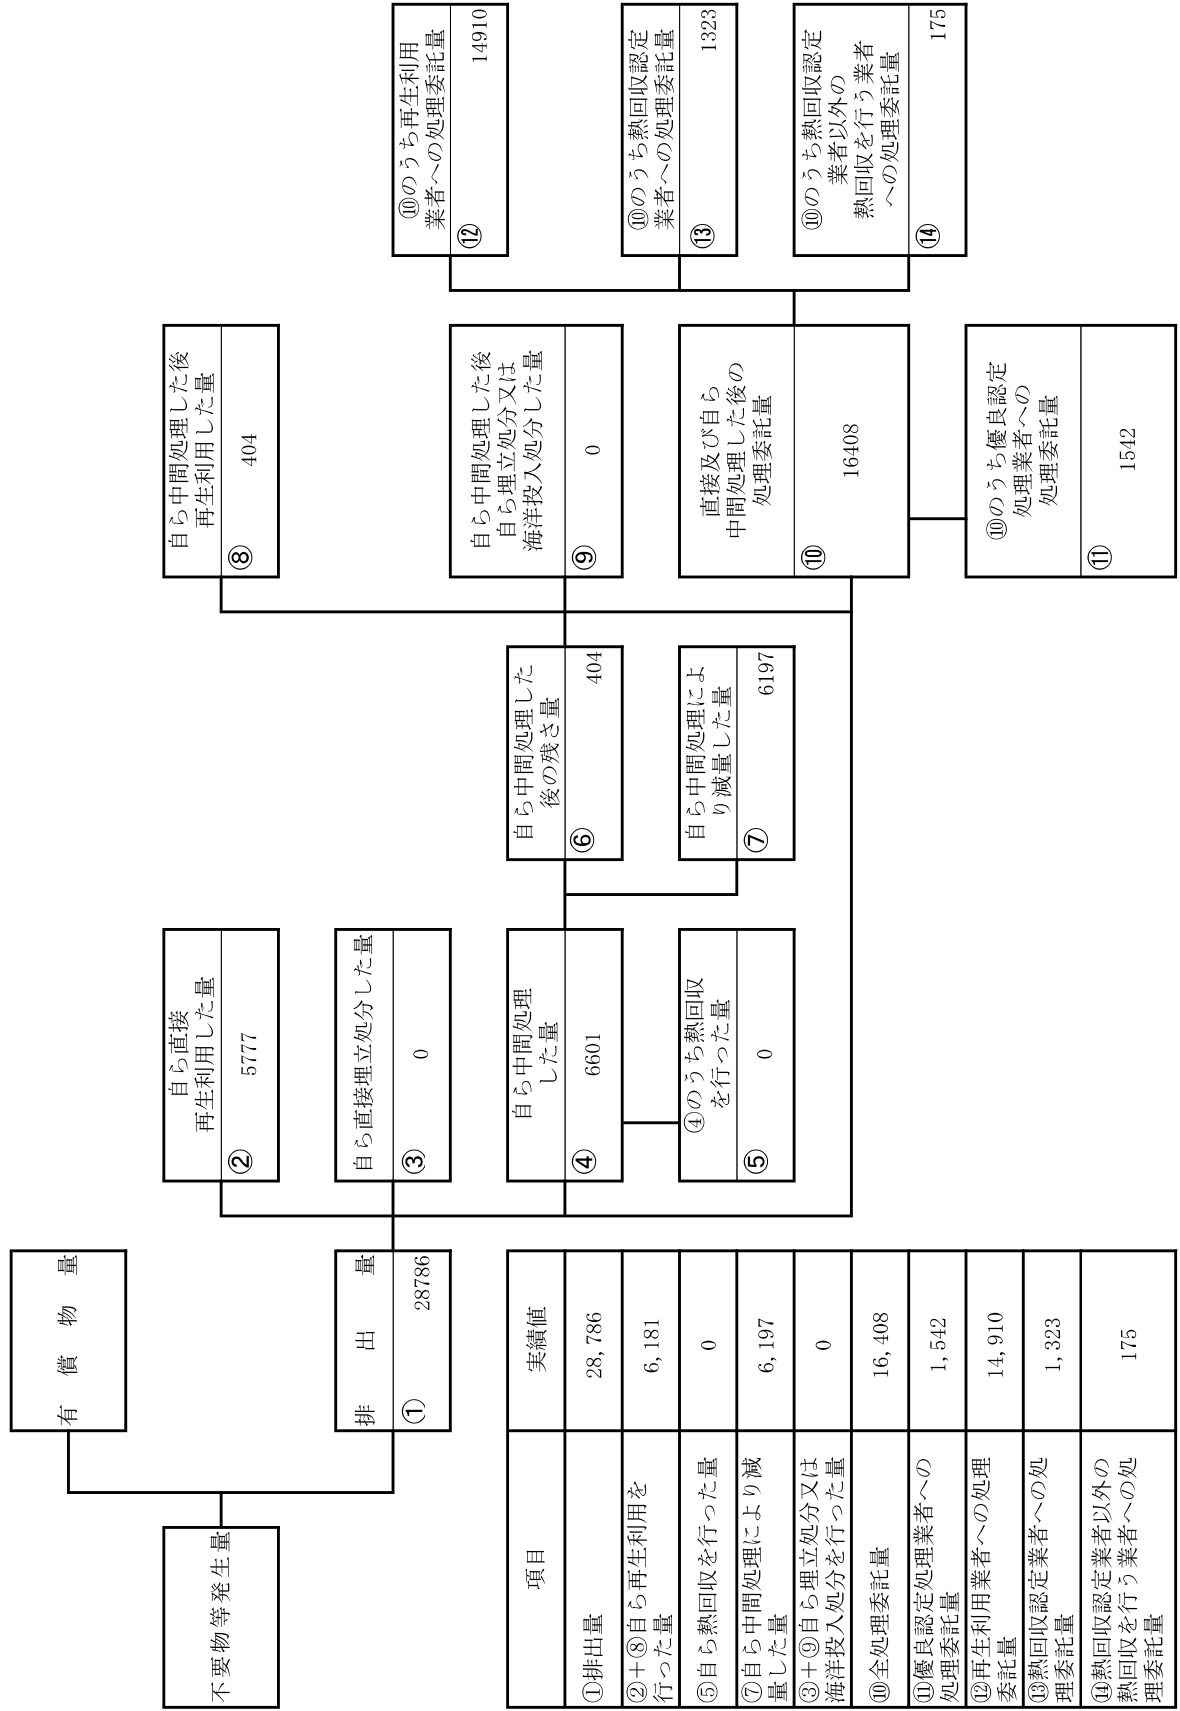 有償物量
不要物等発生量
排出量
① 28786
自ら直接
再生利用した量
② 5777
自ら直接埋立処分した量
③ 0
自ら中間処理
した量
④ 6601
④のうち熱回収
を行った量
⑤ 0
自ら中間処理した
後の残さ量
⑥ 404
自ら中間処理によ
り減量した量
⑦ 6197
自ら中間処理した後
再生利用した量
⑧ 404
自ら中間処理した後
自ら埋立処分又は
海洋投入処分した量
⑨ 0
直接及び自ら
中間処理した後の
処理委託量
⑩ 16408
⑩のうち優良認定
処理業者への
処理委託量
⑪ 1542
⑩のうち再生利用
業者への処理委託量
⑫ 14910
⑩のうち熱回収認定
業者への処理委託量
⑬ 1323
⑩のうち熱回収認定
業者以外の
熱回収を行う業者
への処理委託量
⑭ 175
項目 実績値
①排出量 28,786
②+⑧自ら再生利用を
行った量 6,181
⑤自ら熱回収を行った量 0
⑦自ら中間処理により減
量した量 6,197
③+⑨自ら埋立処分又は
海洋投入処分を行った量 0
⑩全処理委託量 16,408
⑪優良認定処理業者への
処理委託量 1,542
⑫再生利用業者への処理
委託量 14,910
⑬熱回収認定業者への処
理委託量 1,323
⑭熱回収認定業者以外の
熱回収を行う業者への処
理委託量 175